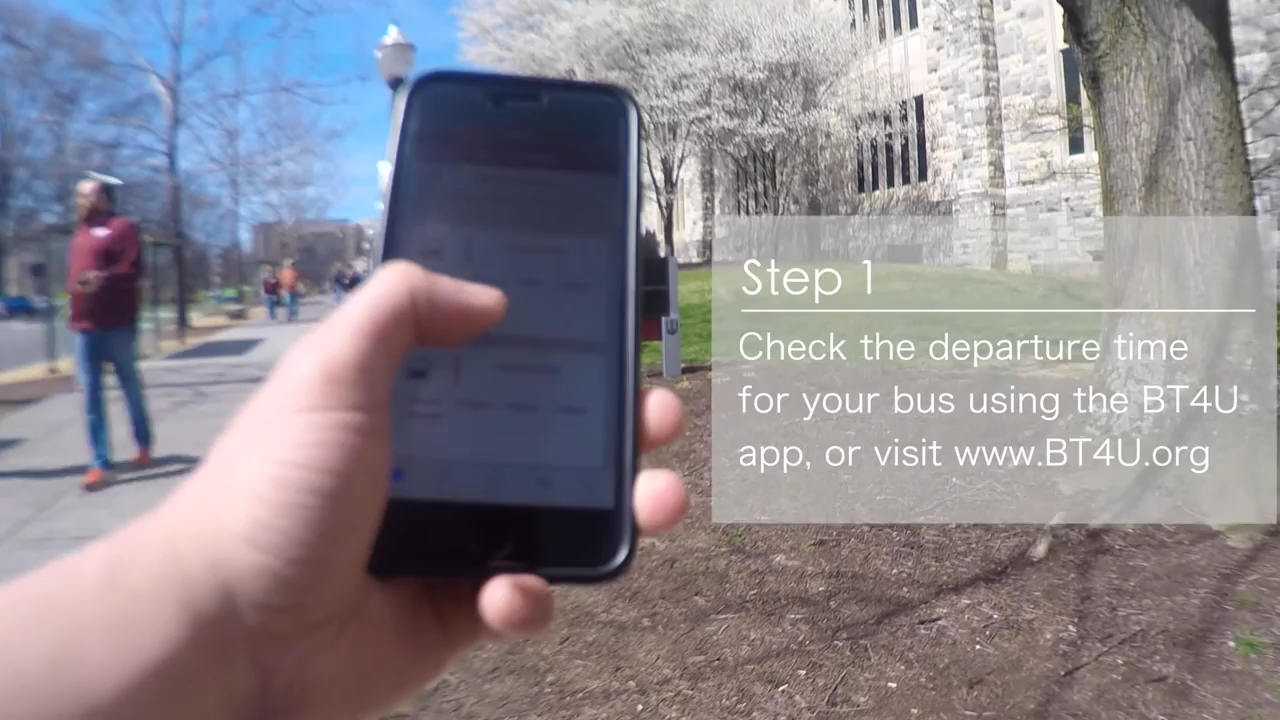 Step 1
Check the departure time
for your bus using the BT4U
app, or visit www.BT4U.org